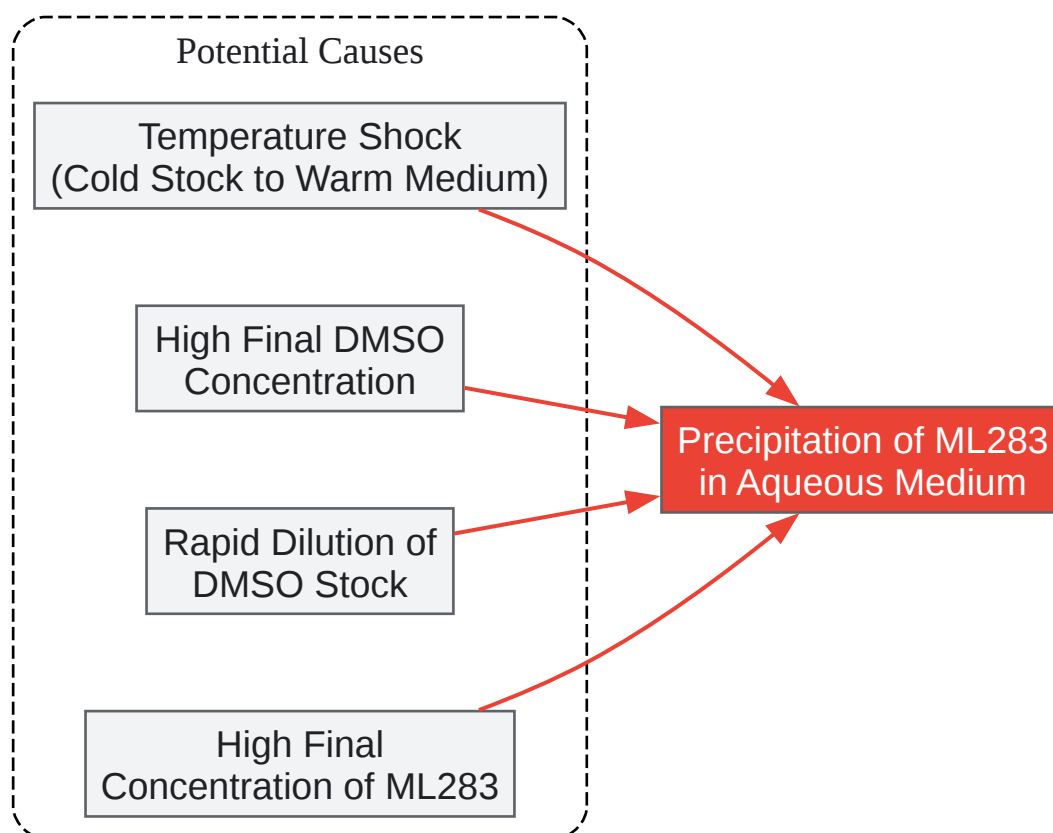 Potential Causes
Temperature Shock
(Cold Stock to Warm Medium)
High Final DMSO
Concentration
Precipitation of ML283
in Aqueous Medium
Rapid Dilution of
DMSO Stock
High Final
Concentration of ML283